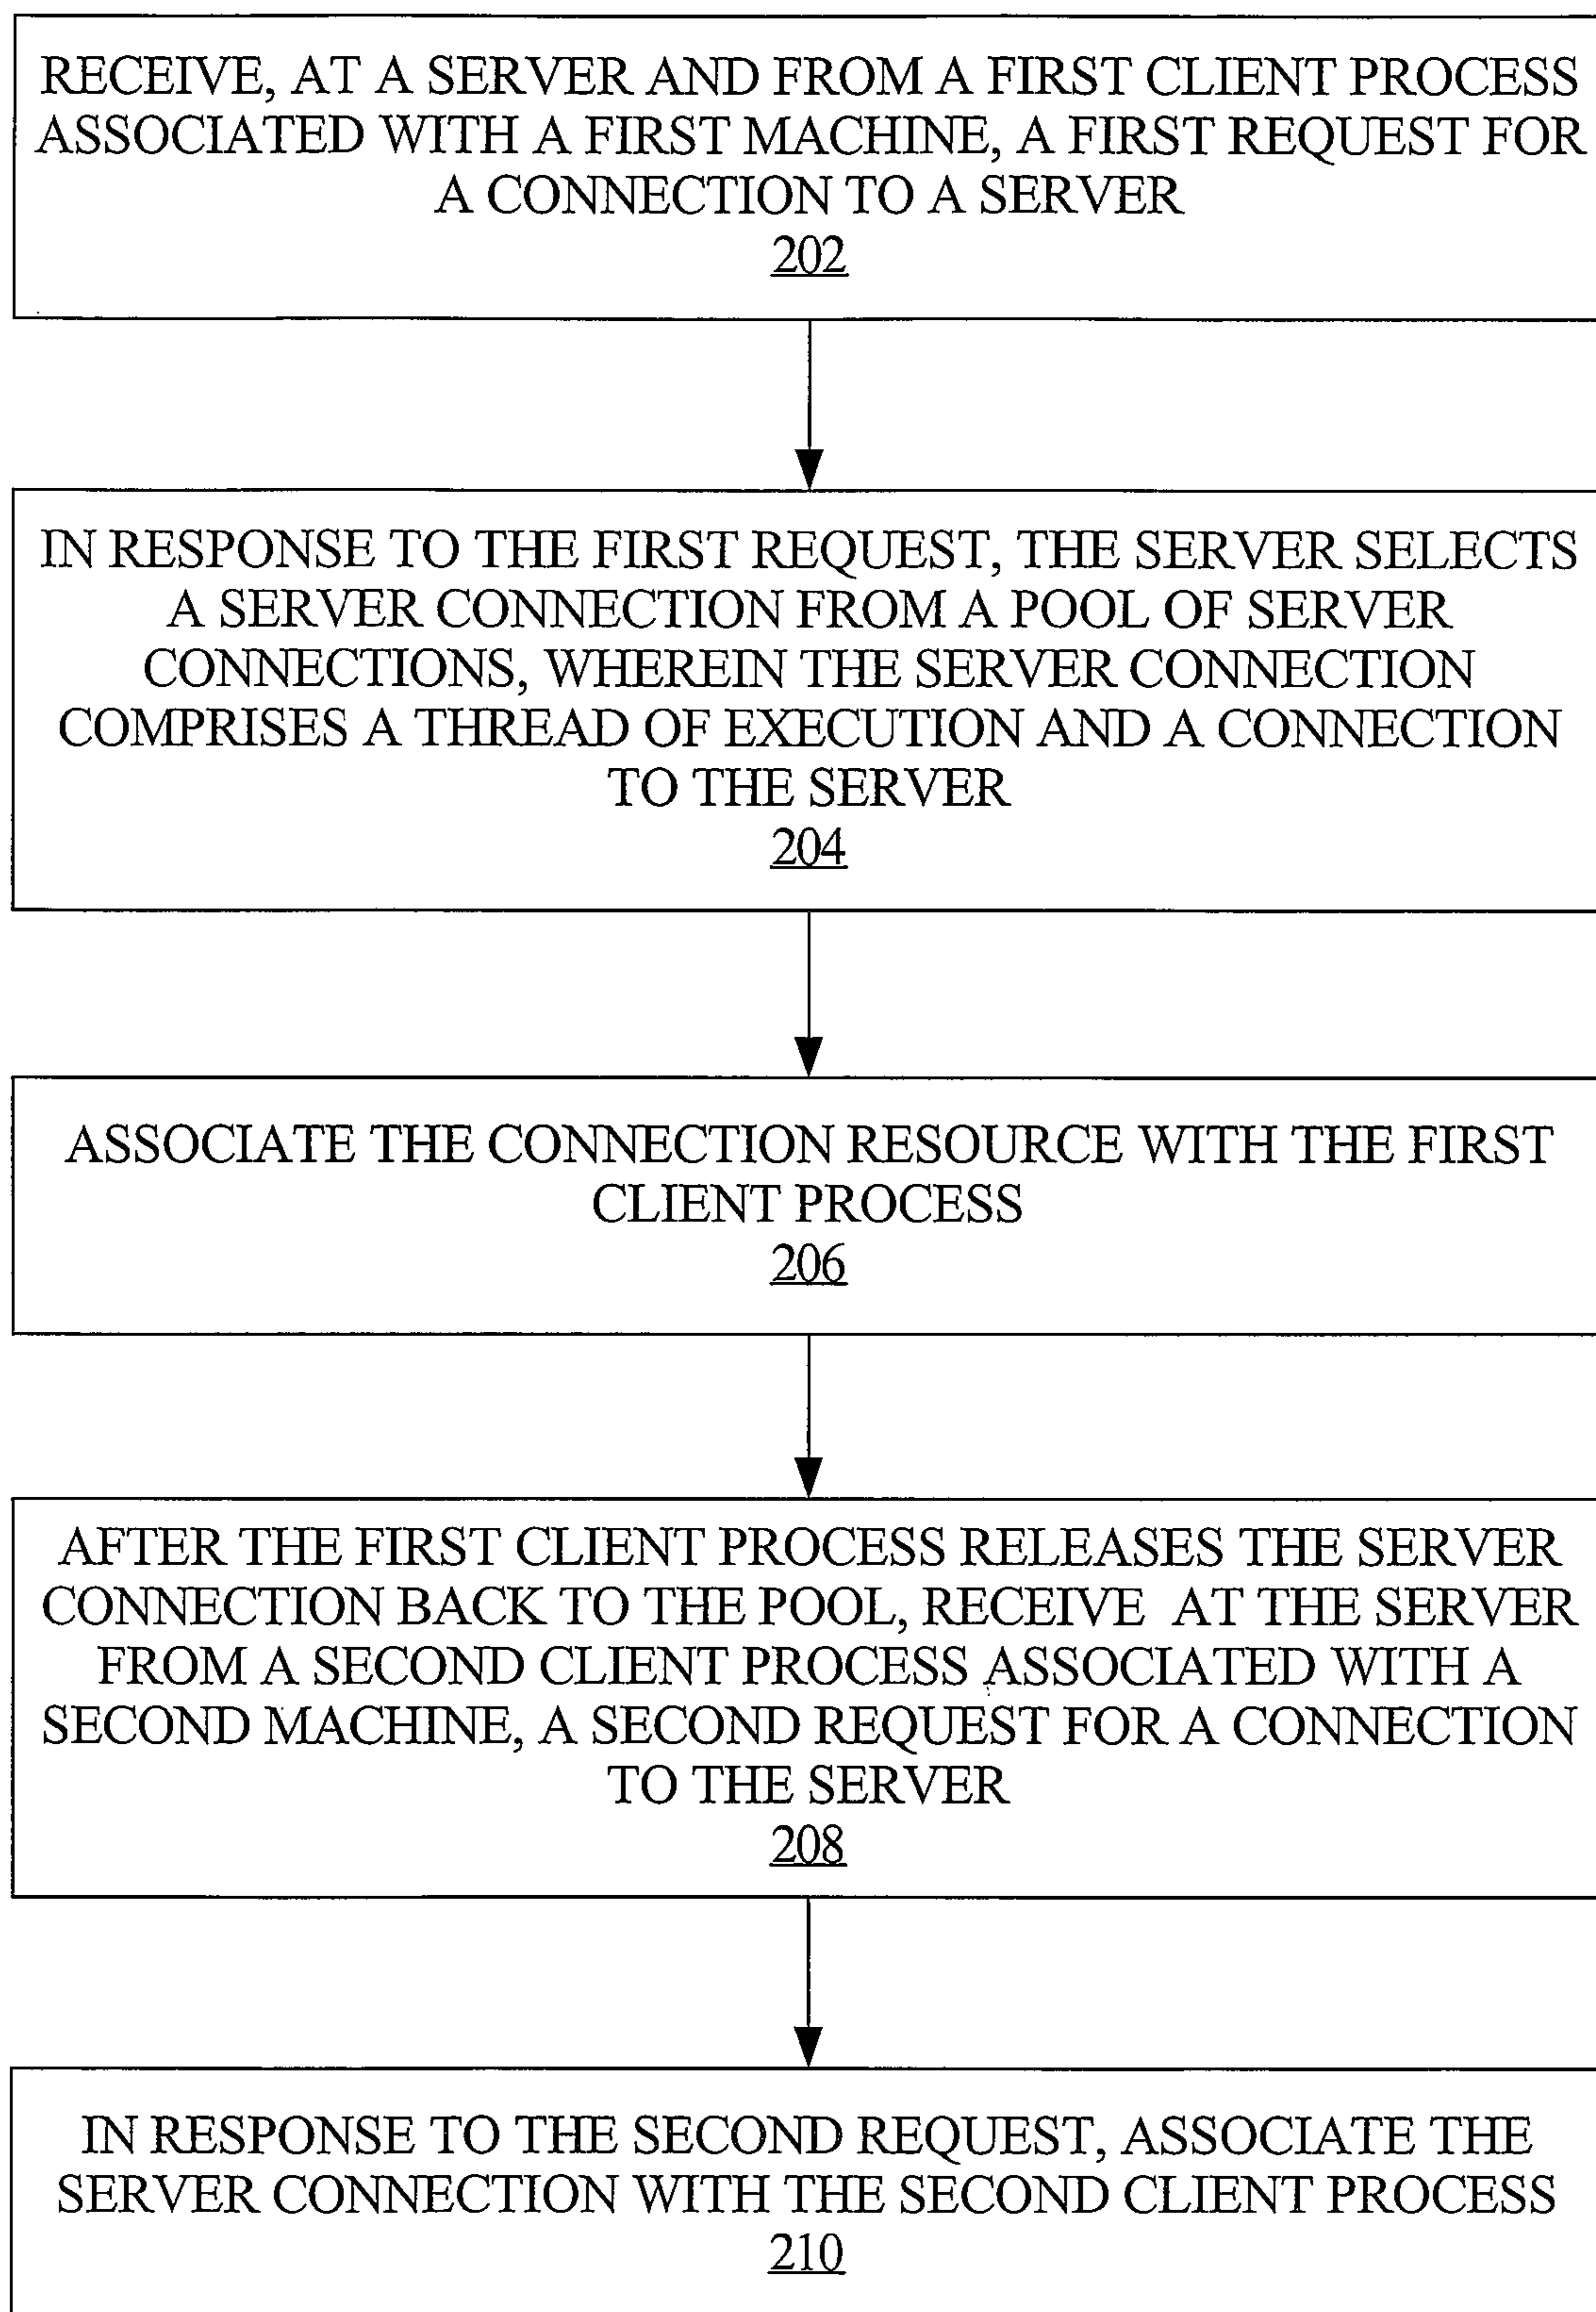 RECEIVE, AT A SERVER AND FROM A FIRST CLIENT PROCESS
ASSOCIATED WITH A FIRST MACHINE, A FIRST REQUEST FOR
A CONNECTION TO A SERVER
202
IN RESPONSE TO THE FIRST REQUEST, THE SERVER SELECTS
A SERVER CONNECTION FROM A POOL OF SERVER
CONNECTIONS, WHEREIN THE SERVER CONNECTION
COMPRISES A THREAD OF EXECUTION AND A CONNECTION
TO THE SERVER
204
ASSOCIATE THE CONNECTION RESOURCE WITH THE FIRST
CLIENT PROCESS
206
AFTER THE FIRST CLIENT PROCESS RELEASES THE SERVER
CONNECTION BACK TO THE POOL, RECEIVE AT THE SERVER
FROM A SECOND CLIENT PROCESS ASSOCIATED WITH A
SECOND MACHINE, A SECOND REQUEST FOR A CONNECTION
TO THE SERVER
208
IN RESPONSE TO THE SECOND REQUEST, ASSOCIATE THE
SERVER CONNECTION WITH THE SECOND CLIENT PROCESS
210